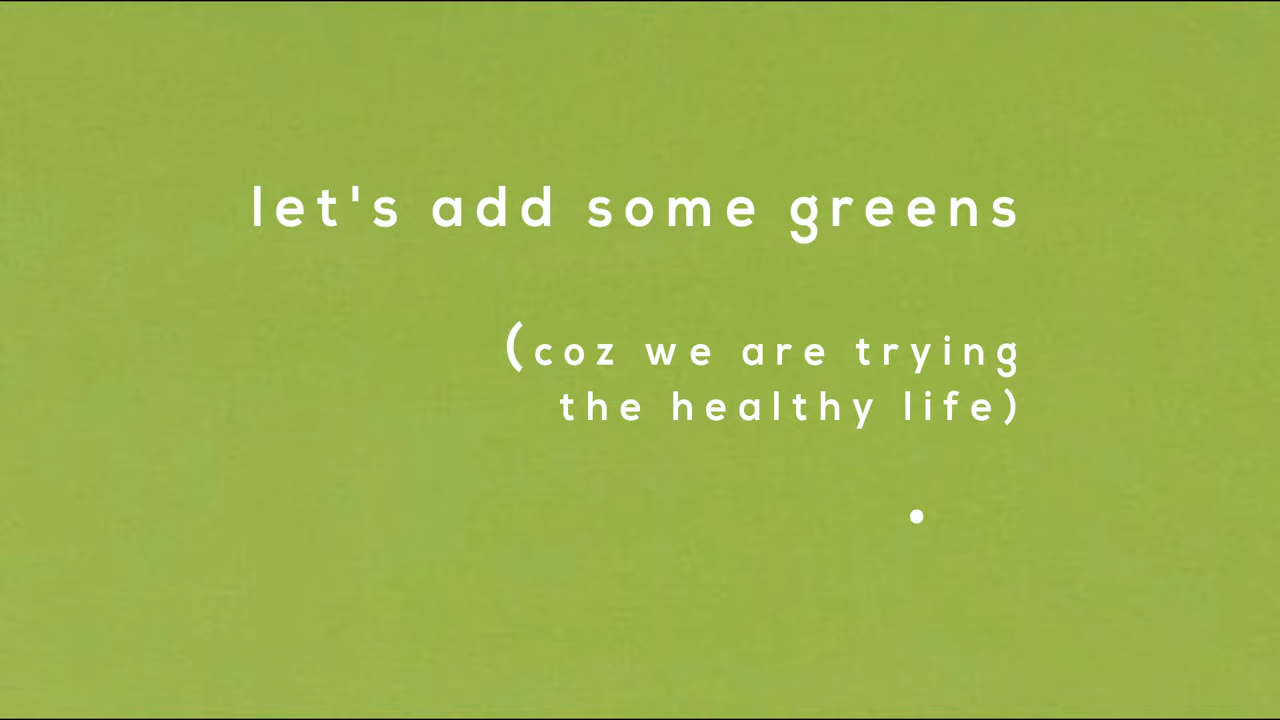 let's add some greens
(coz we are trying
the healthy life)
.